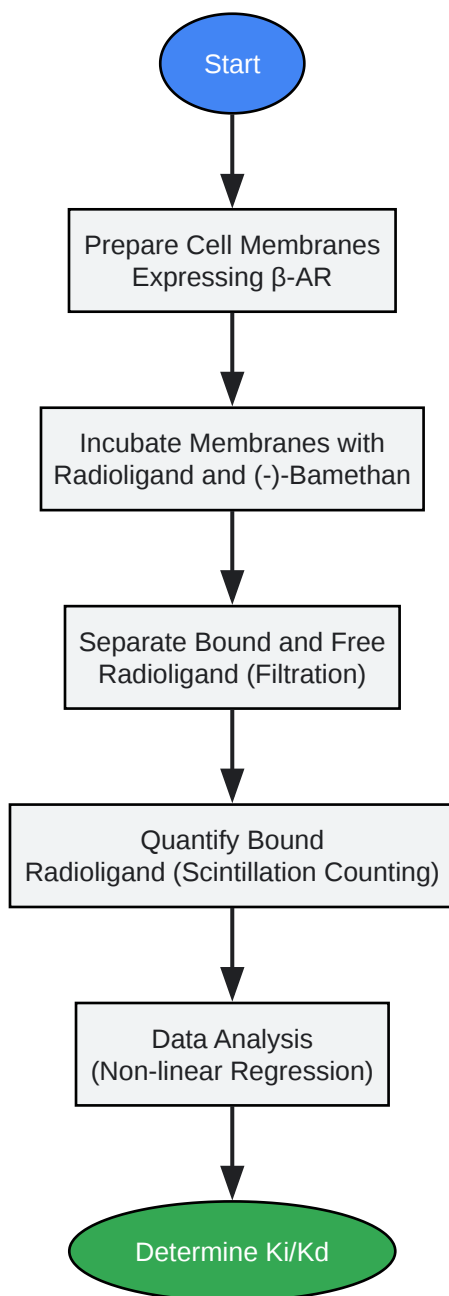 Start
Prepare Cell Membranes
Expressing β-AR
Incubate Membranes with
Radioligand and (-)-Bamethan
Separate Bound and Free
Radioligand (Filtration)
Quantify Bound
Radioligand (Scintillation Counting)
Data Analysis
(Non-linear Regression)
Determine Ki/Kd